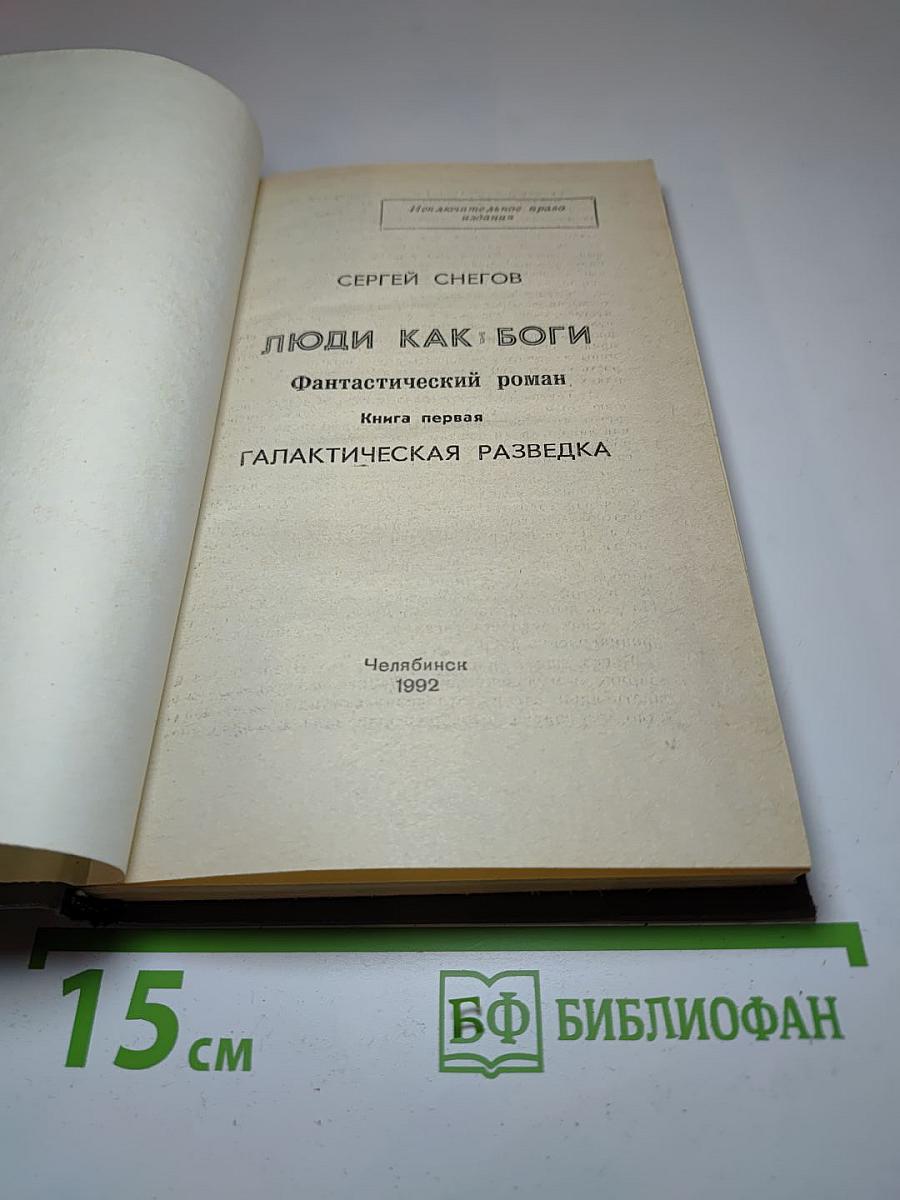 Исключительное право
издания
СЕРГЕЙ СНЕГОВ
ЛЮДИ КАК БОГИ
Фантастический роман
Книга первая
ГАЛАКТИЧЕСКАЯ РАЗВЕДКА
Челябинск
1992
15 см
БФ БИБЛИОФАН